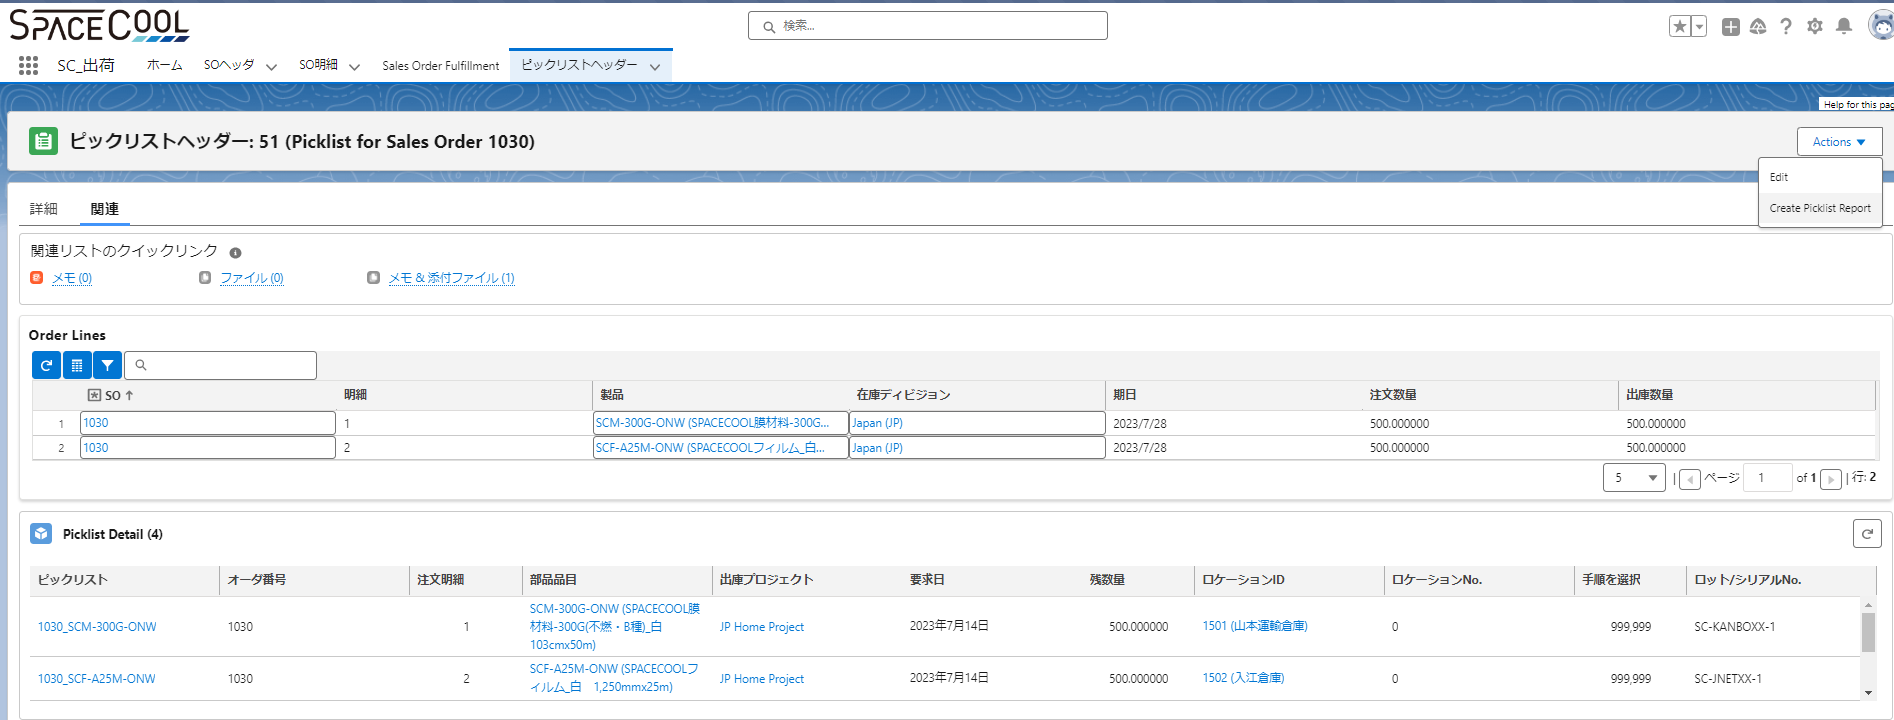 SPACECOOL
検索...
SC_出荷
ホーム
SOヘッダ
SO明細
Sales Order Fulfillment
ピックリストヘッダー
Help for this pag
ピックリストヘッダー: 51 (Picklist for Sales Order 1030)
Actions
Edit
Create Picklist Report
詳細
関連
関連リストのクイックリンク
メモ (0)
ファイル (0)
メモ & 添付ファイル (1)
Order Lines
SO 明細 製品 在庫ディビジョン 期日 注文数量 出庫数量
1 1030 1 SCM-300G-ONW (SPACECOOL膜材料-300G... Japan (JP) 2023/7/28 500.000000 500.000000
2 1030 2 SCF-A25M-ONW (SPACECOOLフィルム_白... Japan (JP) 2023/7/28 500.000000 500.000000
5 | ページ 1 of 1 | 行: 2
Picklist Detail (4)
ピックリスト オーダ番号 注文明細 部品品目 出庫プロジェクト 要求日 残数量 ロケーションID ロケーションNo. 手順を選択 ロット/シリアルNo.
SCM-300G-ONW (SPACECOOL膜
1030_SCM-300G-ONW 1030 1 材料-300G(不燃・B種)_白 JP Home Project 2023年7月14日 500.000000 1501 (山本運輸倉庫) 0 999,999 SC-KANBOXX-1
103cmx50m)
SCF-A25M-ONW (SPACECOOLフ
1030_SCF-A25M-ONW 1030 2 ィルム_白 1,250mmx25m) JP Home Project 2023年7月14日 500.000000 1502 (入江倉庫) 0 999,999 SC-JNETXX-1